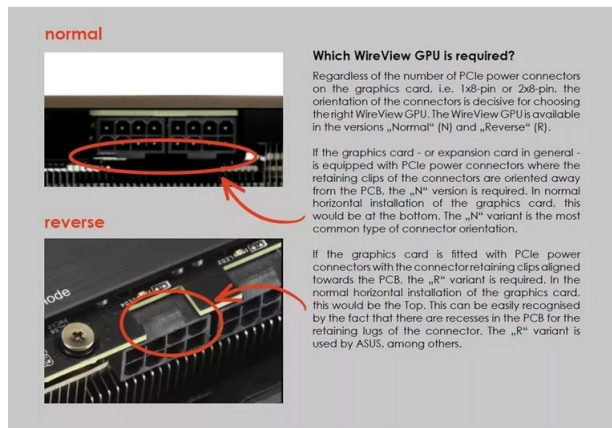 normal
Which WireView GPU is required?
Regardless of the number of PCIe power connectors
on the graphics card, i.e. 1x8-pin or 2x8-pin, the
orientation of the connectors is decisive for choosing
the right WireView GPU. The WireView GPU is available
in the versions „Normal“ (N) and „Reverse“ (R).
If the graphics card - or expansion card in general -
is equipped with PCIe power connectors where the
retaining clips of the connectors are oriented away
from the PCB, the „N“ version is required. In normal
horizontal installation of the graphics card, this
would be at the bottom. The „N“ variant is the most
common type of connector orientation.
reverse
If the graphics card is fitted with PCIe power
connectors with the connector retaining clips aligned
towards the PCB, the „R“ variant is required. In the
normal horizontal installation of the graphics card,
this would be the Top. This can be easily recognised
by the fact that there are recesses in the PCB for the
retaining lugs of the connector. The „R“ variant is
used by ASUS, among others.
ode